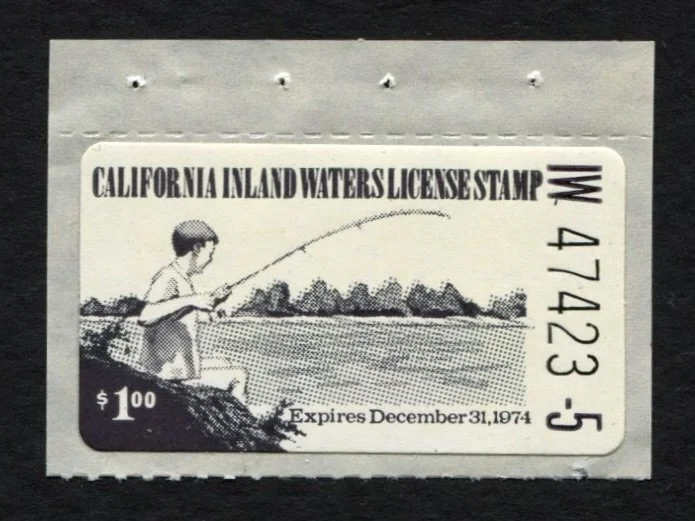 CALIFORNIA INLAND WATERS LICENSE STAMP
IW 47423 -5
$1.00
Expires December 31, 1974